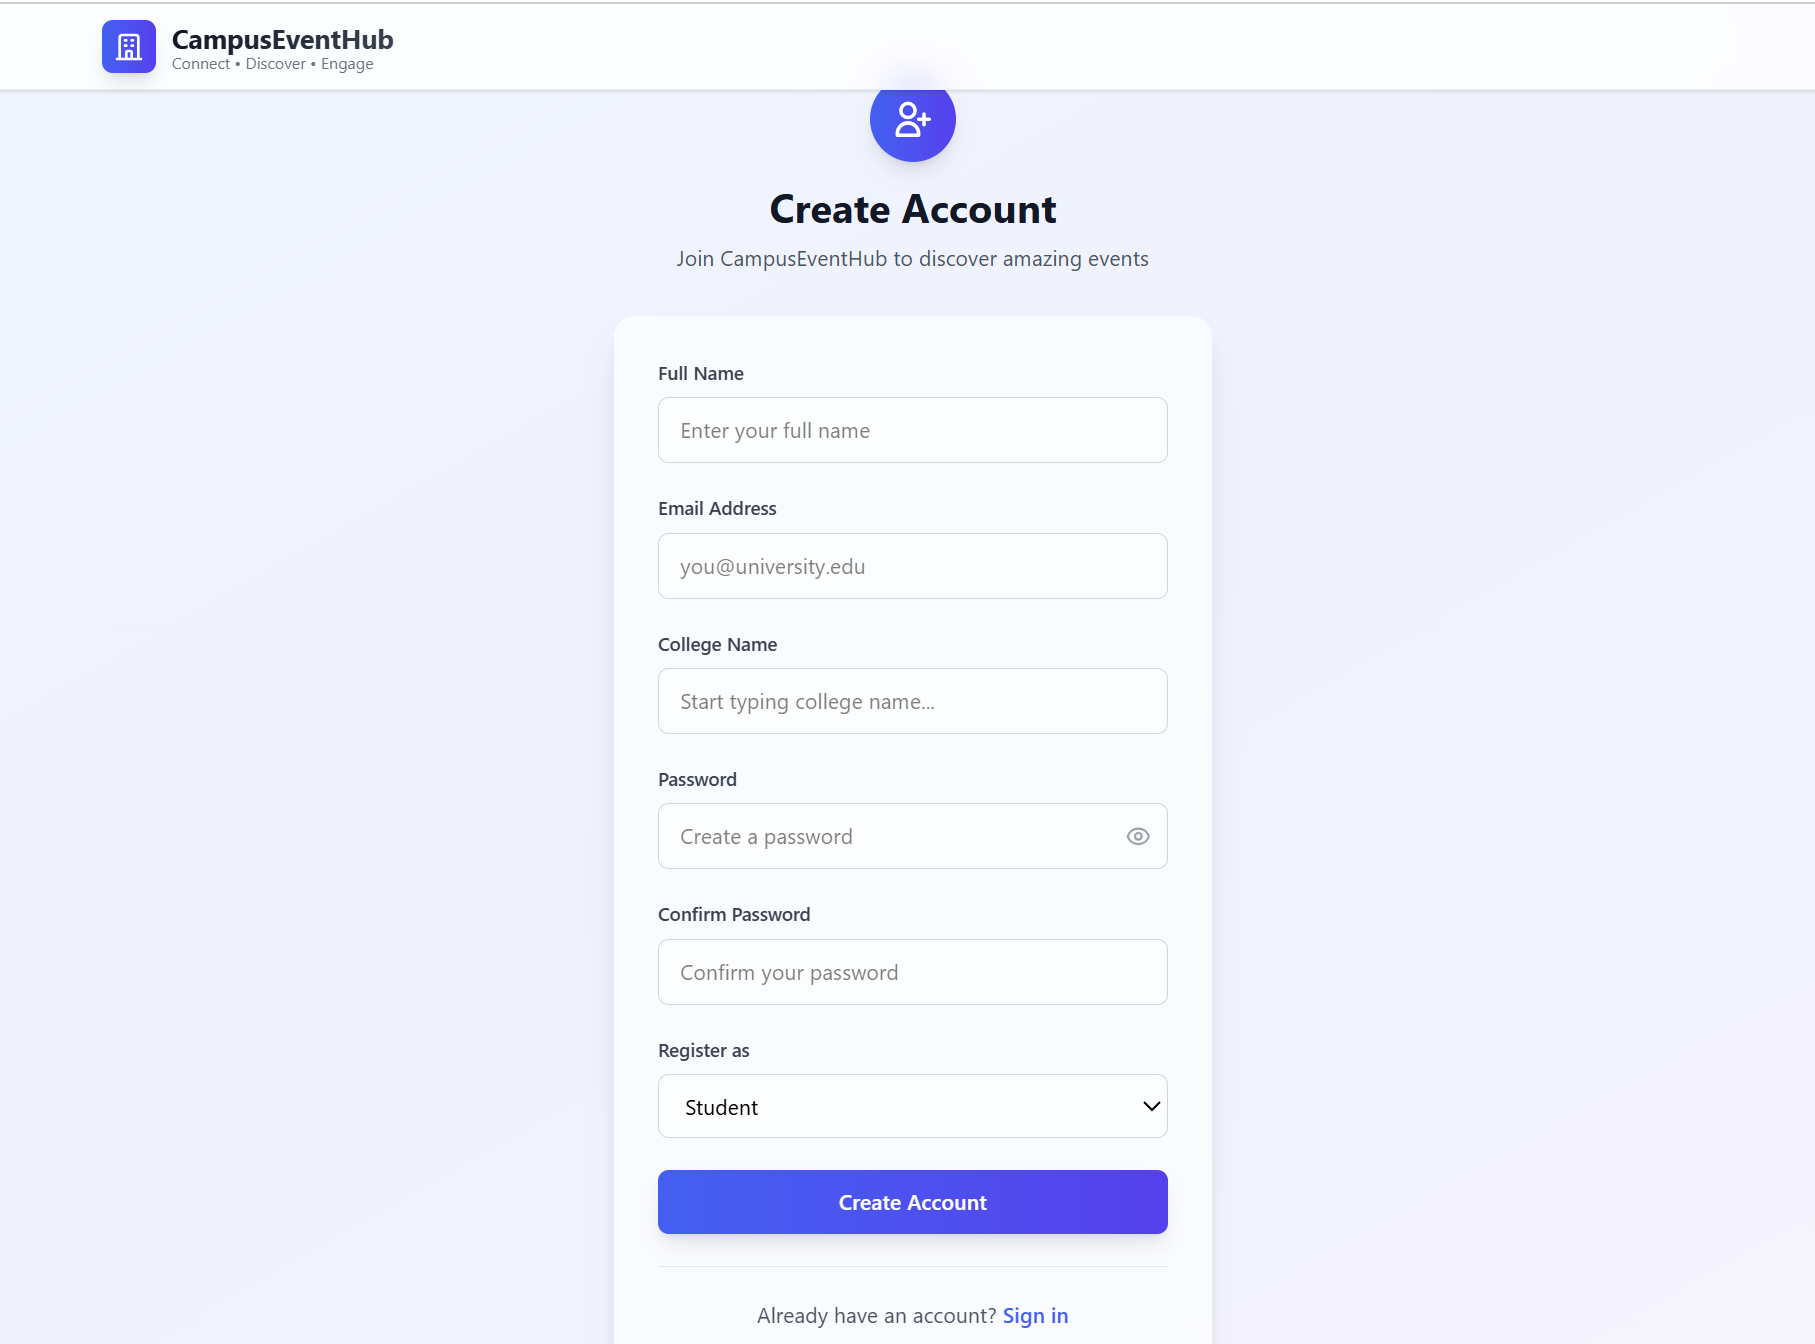 CampusEventHub
Connect • Discover • Engage
Create Account
Join CampusEventHub to discover amazing events
Full Name
Enter your full name
Email Address
you@university.edu
College Name
Start typing college name...
Password
Create a password
Confirm Password
Confirm your password
Register as
Student
Create Account
Already have an account? Sign in